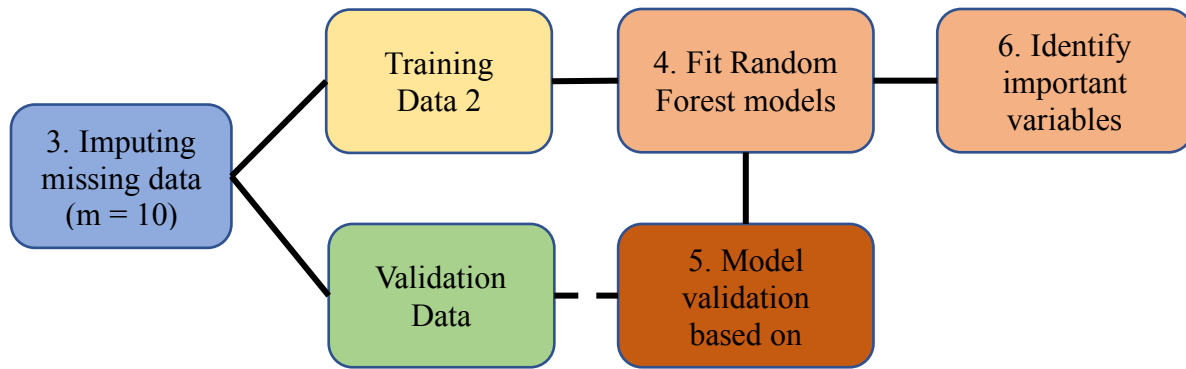 3. Imputing
missing data
(m = 10)
Training
Data 2
Validation
Data
4. Fit Random
Forest models
5. Model
validation
based on
6. Identify
important
variables